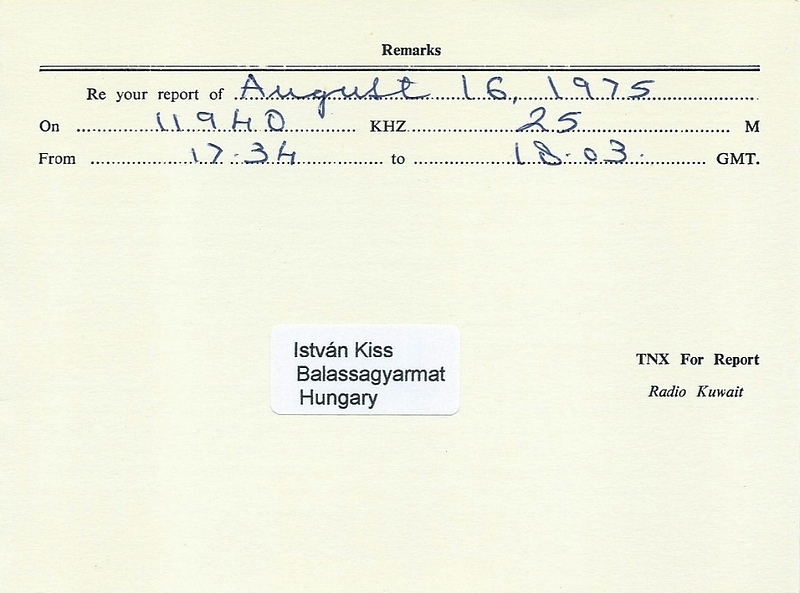 Remarks
Re your report of August 16, 1975
On 11940 KHZ 25 M
From 17.34 to 18.03. GMT.
István Kiss
Balassagyarmat
Hungary
TNX For Report
Radio Kuwait